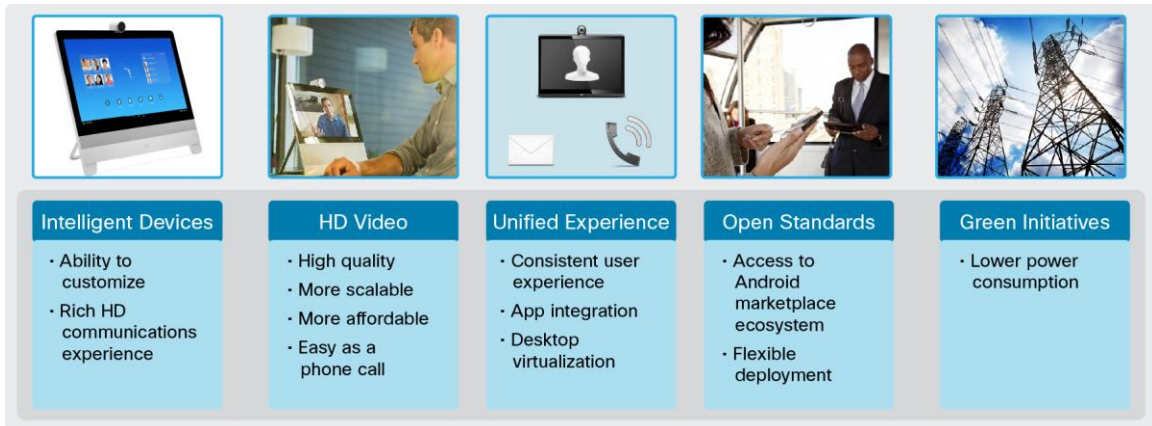 Intelligent Devices
· Ability to
customize
· Rich HD
communications
experience
HD Video
· High quality
· More scalable
· More affordable
· Easy as a
phone call
Unified Experience
· Consistent user
experience
· App integration
· Desktop
virtualization
Open Standards
· Access to
Android
marketplace
ecosystem
· Flexible
deployment
Green Initiatives
· Lower power
consumption